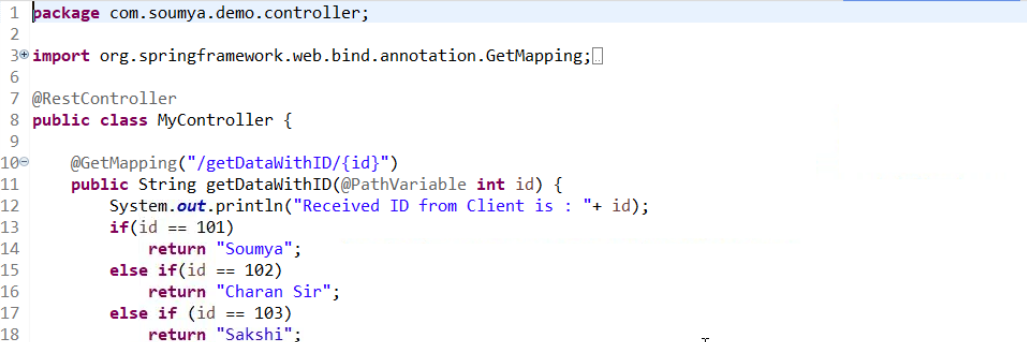 1 package com.soumya.demo.controller;
2
3 import org.springframework.web.bind.annotation.GetMapping;
6
7 @RestController
8 public class MyController {
9
10 @GetMapping("/getDataWithID/{id}")
11 public String getDataWithID(@PathVariable int id) {
12 System.out.println("Received ID from Client is : "+ id);
13 if(id == 101)
14 return "Soumya";
15 else if(id == 102)
16 return "Charan Sir";
17 else if (id == 103)
18 return "Sakshi";